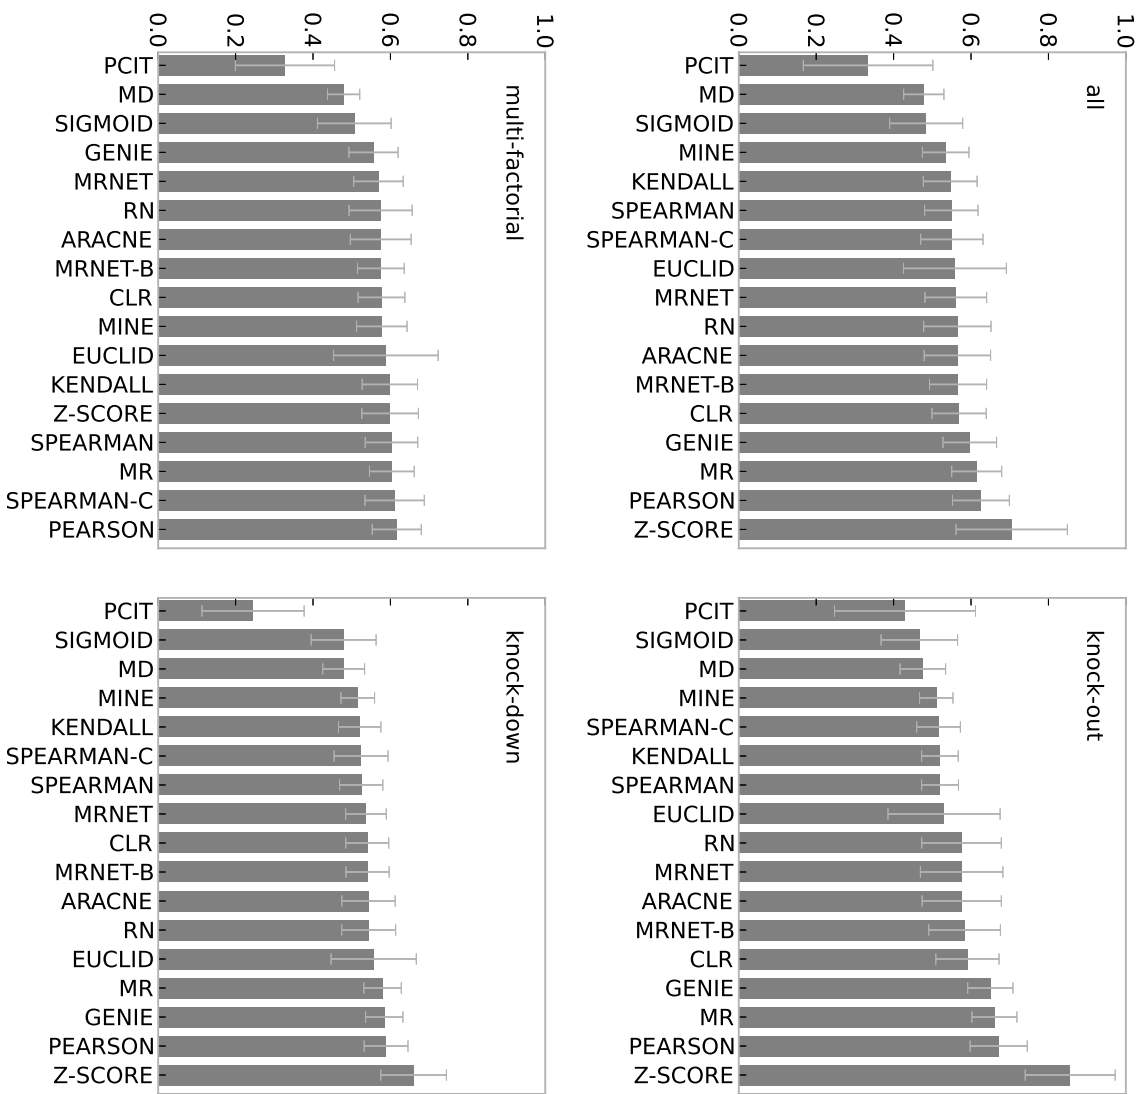 0.0 0.2 0.4 0.6 0.8 1.0
multi-factorial
PCIT
MD
SIGMOID
GENIE
MRNET
RN
ARACNE
MRNET-B
CLR
MINE
EUCLID
KENDALL
Z-SCORE
SPEARMAN
MR
SPEARMAN-C
PEARSON
0.0 0.2 0.4 0.6 0.8 1.0
all
PCIT
MD
SIGMOID
MINE
KENDALL
SPEARMAN
SPEARMAN-C
EUCLID
MRNET
RN
ARACNE
MRNET-B
CLR
GENIE
MR
PEARSON
Z-SCORE
knock-down
PCIT
SIGMOID
MD
MINE
KENDALL
SPEARMAN-C
SPEARMAN
MRNET
CLR
MRNET-B
ARACNE
RN
EUCLID
MR
GENIE
PEARSON
Z-SCORE
knock-out
PCIT
SIGMOID
MD
MINE
SPEARMAN-C
KENDALL
SPEARMAN
EUCLID
RN
MRNET
ARACNE
MRNET-B
CLR
GENIE
MR
PEARSON
Z-SCORE